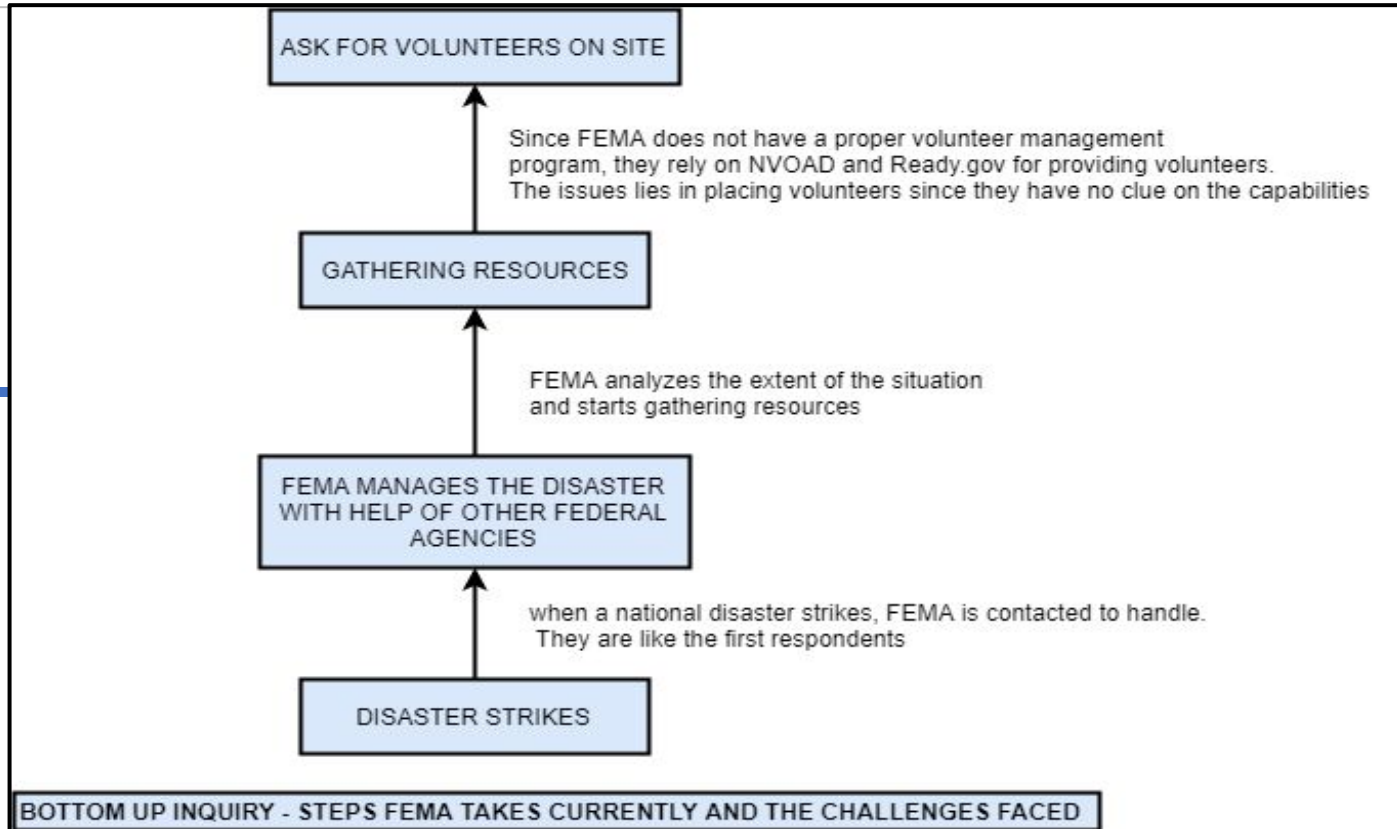 ASK FOR VOLUNTEERS ON SITE
Since FEMA does not have a proper volunteer management
program, they rely on NVOAD and Ready.gov for providing volunteers.
The issues lies in placing volunteers since they have no clue on the capabilities
GATHERING RESOURCES
FEMA analyzes the extent of the situation
and starts gathering resources
FEMA MANAGES THE DISASTER
WITH HELP OF OTHER FEDERAL
AGENCIES
when a national disaster strikes, FEMA is contacted to handle.
They are like the first respondents
DISASTER STRIKES
BOTTOM UP INQUIRY - STEPS FEMA TAKES CURRENTLY AND THE CHALLENGES FACED